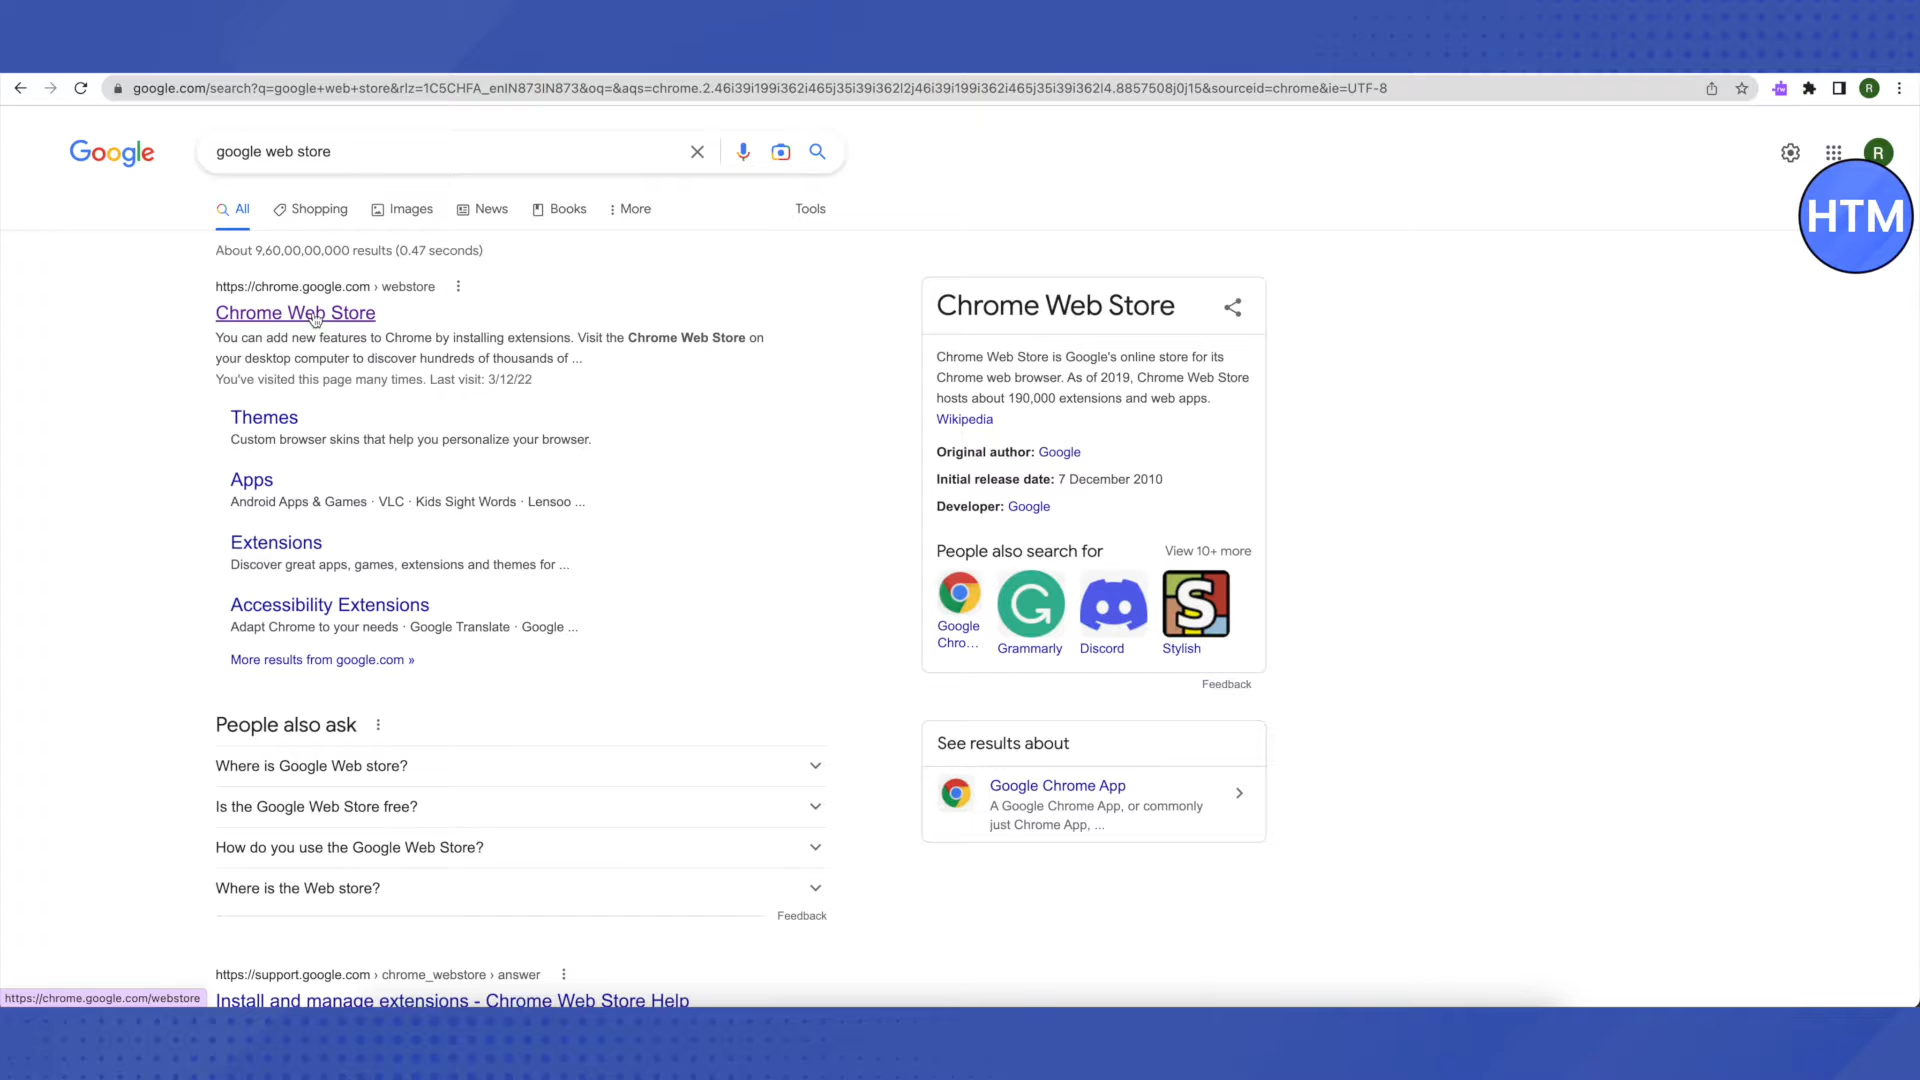 google.com/search?q=google+web+store&rlz=1C5CHFA_enIN873IN873&oq=&aqs=chrome.2.46i39i199i362i465j35i39i362l2j46i39i199i362i465j35i39i362l4.8857508j0j15&sourceid=chrome&ie=UTF-8
R
Google
google web store
R
HTM
All
Shopping
Images
News
Books
More
Tools
About 9,60,00,00,000 results (0.47 seconds)
https://chrome.google.com › webstore
Chrome Web Store
You can add new features to Chrome by installing extensions. Visit the Chrome Web Store on
your desktop computer to discover hundreds of thousands of ...
You've visited this page many times. Last visit: 3/12/22
Themes
Custom browser skins that help you personalize your browser.
Apps
Android Apps & Games · VLC · Kids Sight Words · Lensoo ...
Extensions
Discover great apps, games, extensions and themes for ...
Accessibility Extensions
Adapt Chrome to your needs · Google Translate · Google ...
More results from google.com »
People also ask
Where is Google Web store?
Is the Google Web Store free?
How do you use the Google Web Store?
Where is the Web store?
Feedback
https://support.google.com › chrome_webstore › answer
Install and manage extensions - Chrome Web Store Help
https://chrome.google.com/webstore
Chrome Web Store
Chrome Web Store is Google's online store for its
Chrome web browser. As of 2019, Chrome Web Store
hosts about 190,000 extensions and web apps.
Wikipedia
Original author: Google
Initial release date: 7 December 2010
Developer: Google
People also search for
View 10+ more
Google
Chro...
Grammarly
Discord
S
Stylish
Feedback
See results about
Google Chrome App
A Google Chrome App, or commonly
just Chrome App, ...